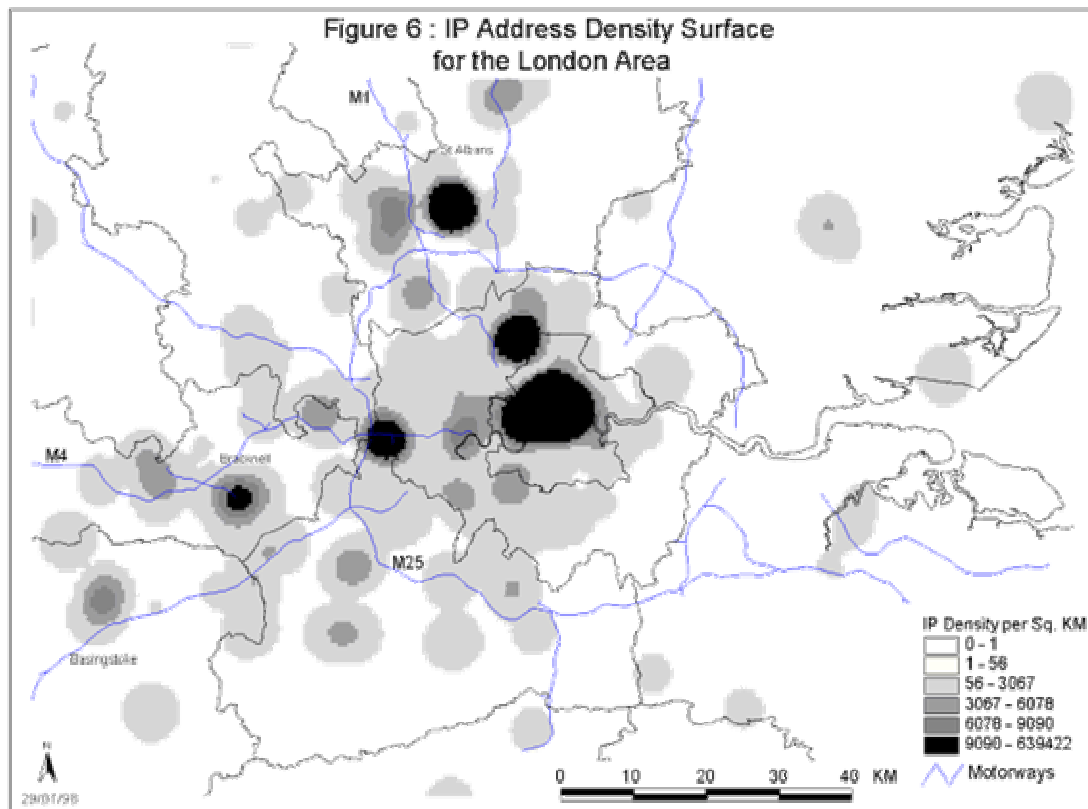 Figure 6 : IP Address Density Surface
for the London Area
M1
St Albans
M4
Bracknell
M25
Basingstoke
IP Density per Sq. KM
0 - 1
1 - 56
56 - 3067
3067 - 6078
6078 - 9090
9090 - 639422
Motorways
N
0 10 20 30 40 KM
29/07/98